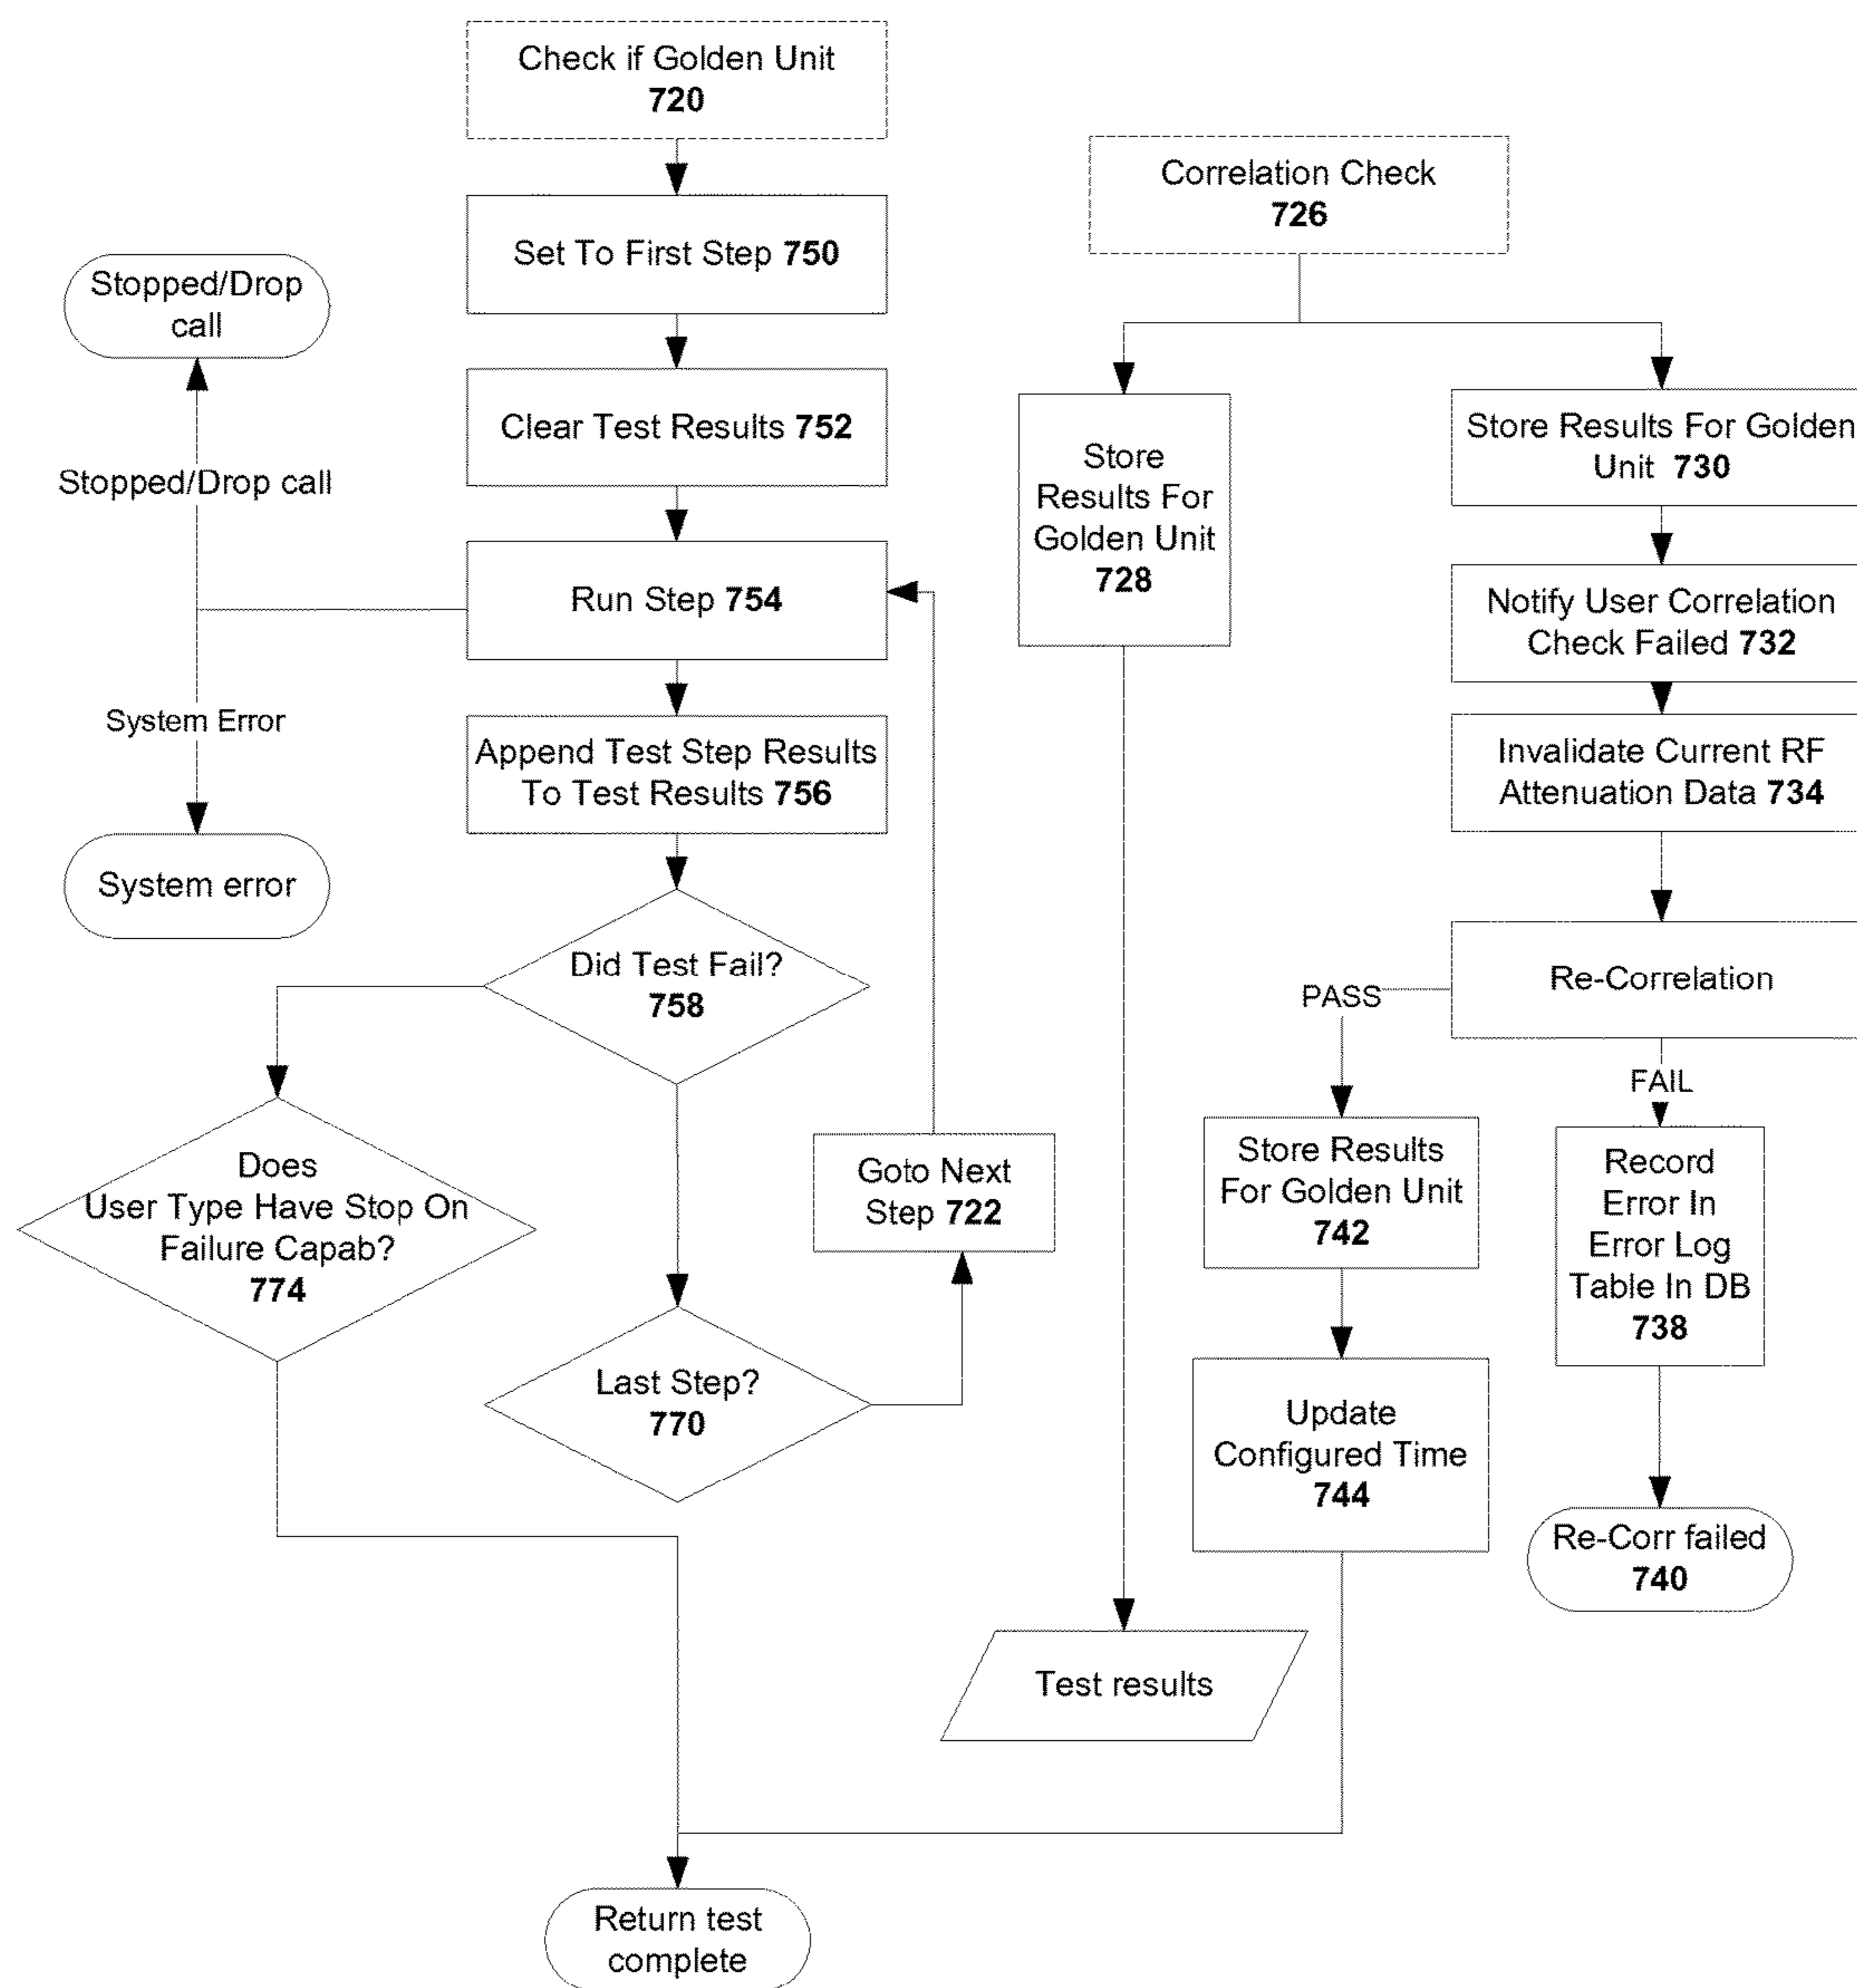 Check if Golden Unit
720
Set To First Step 750
Clear Test Results 752
Run Step 754
Append Test Step Results
To Test Results 756
Did Test Fail?
758
Stopped/Drop
call
Stopped/Drop call
System Error
System error
Does
User Type Have Stop On
Failure Capab?
774
Last Step?
770
Goto Next
Step 722
Return test
complete
Correlation Check
726
Store
Results For
Golden Unit
728
Test results
Store Results For Golden
Unit 730
Notify User Correlation
Check Failed 732
Invalidate Current RF
Attenuation Data 734
Re-Correlation
PASS
Store Results
For Golden Unit
742
Update
Configured Time
744
FAIL
Record
Error In
Error Log
Table In DB
738
Re-Corr failed
740